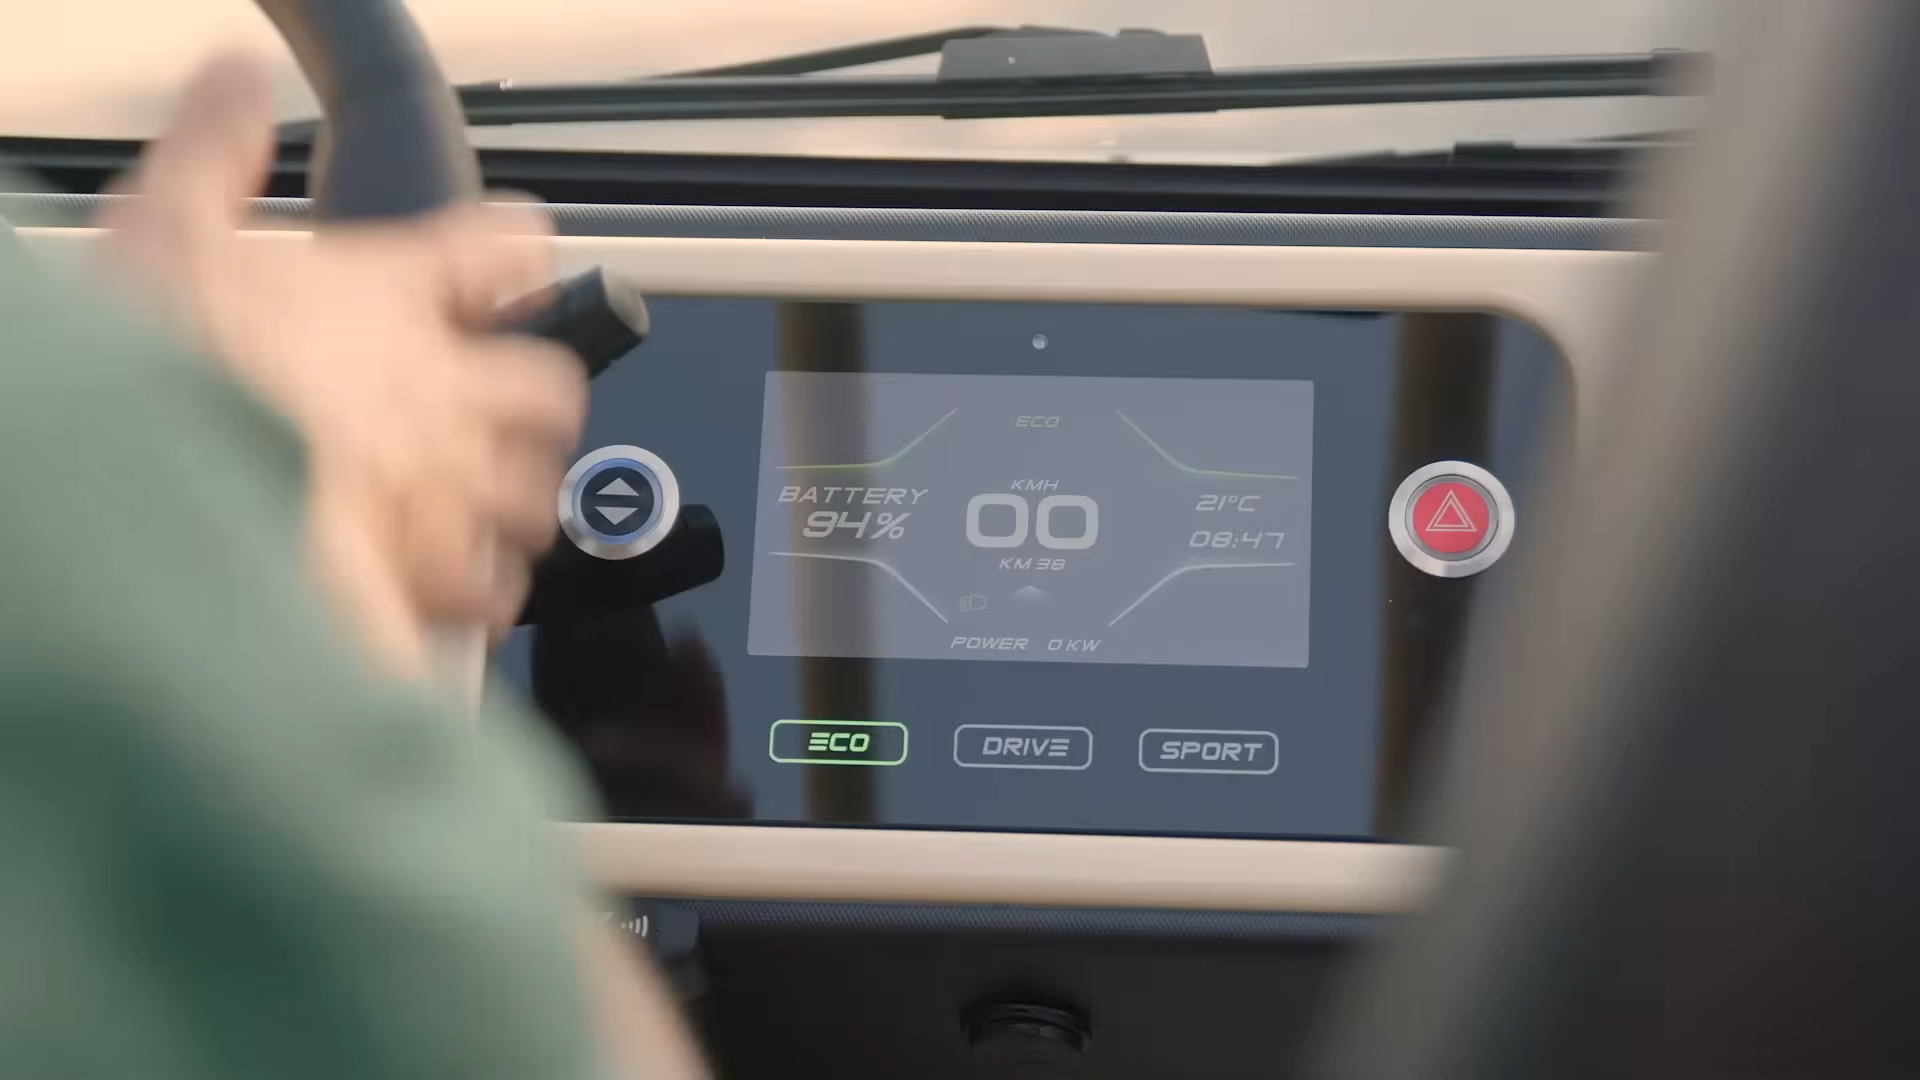 ECO
KMH
BATTERY
94%
00
21°C
08:47
KM 38
POWER 0 KW
ECO
DRIVE
SPORT